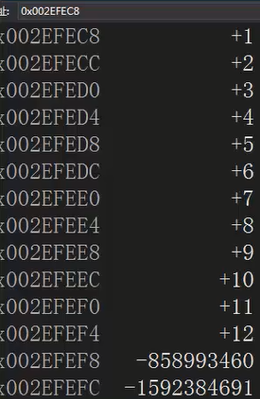 址: 0x002EFEC8
x002EFEC8 +1
x002EFECC +2
x002EFED0 +3
x002EFED4 +4
x002EFED8 +5
x002EFEDC +6
x002EFEE0 +7
x002EFEE4 +8
x002EFEE8 +9
x002EFEEC +10
x002EFEF0 +11
x002EFEF4 +12
x002EFEF8 -858993460
x002EFEFC -1592384691